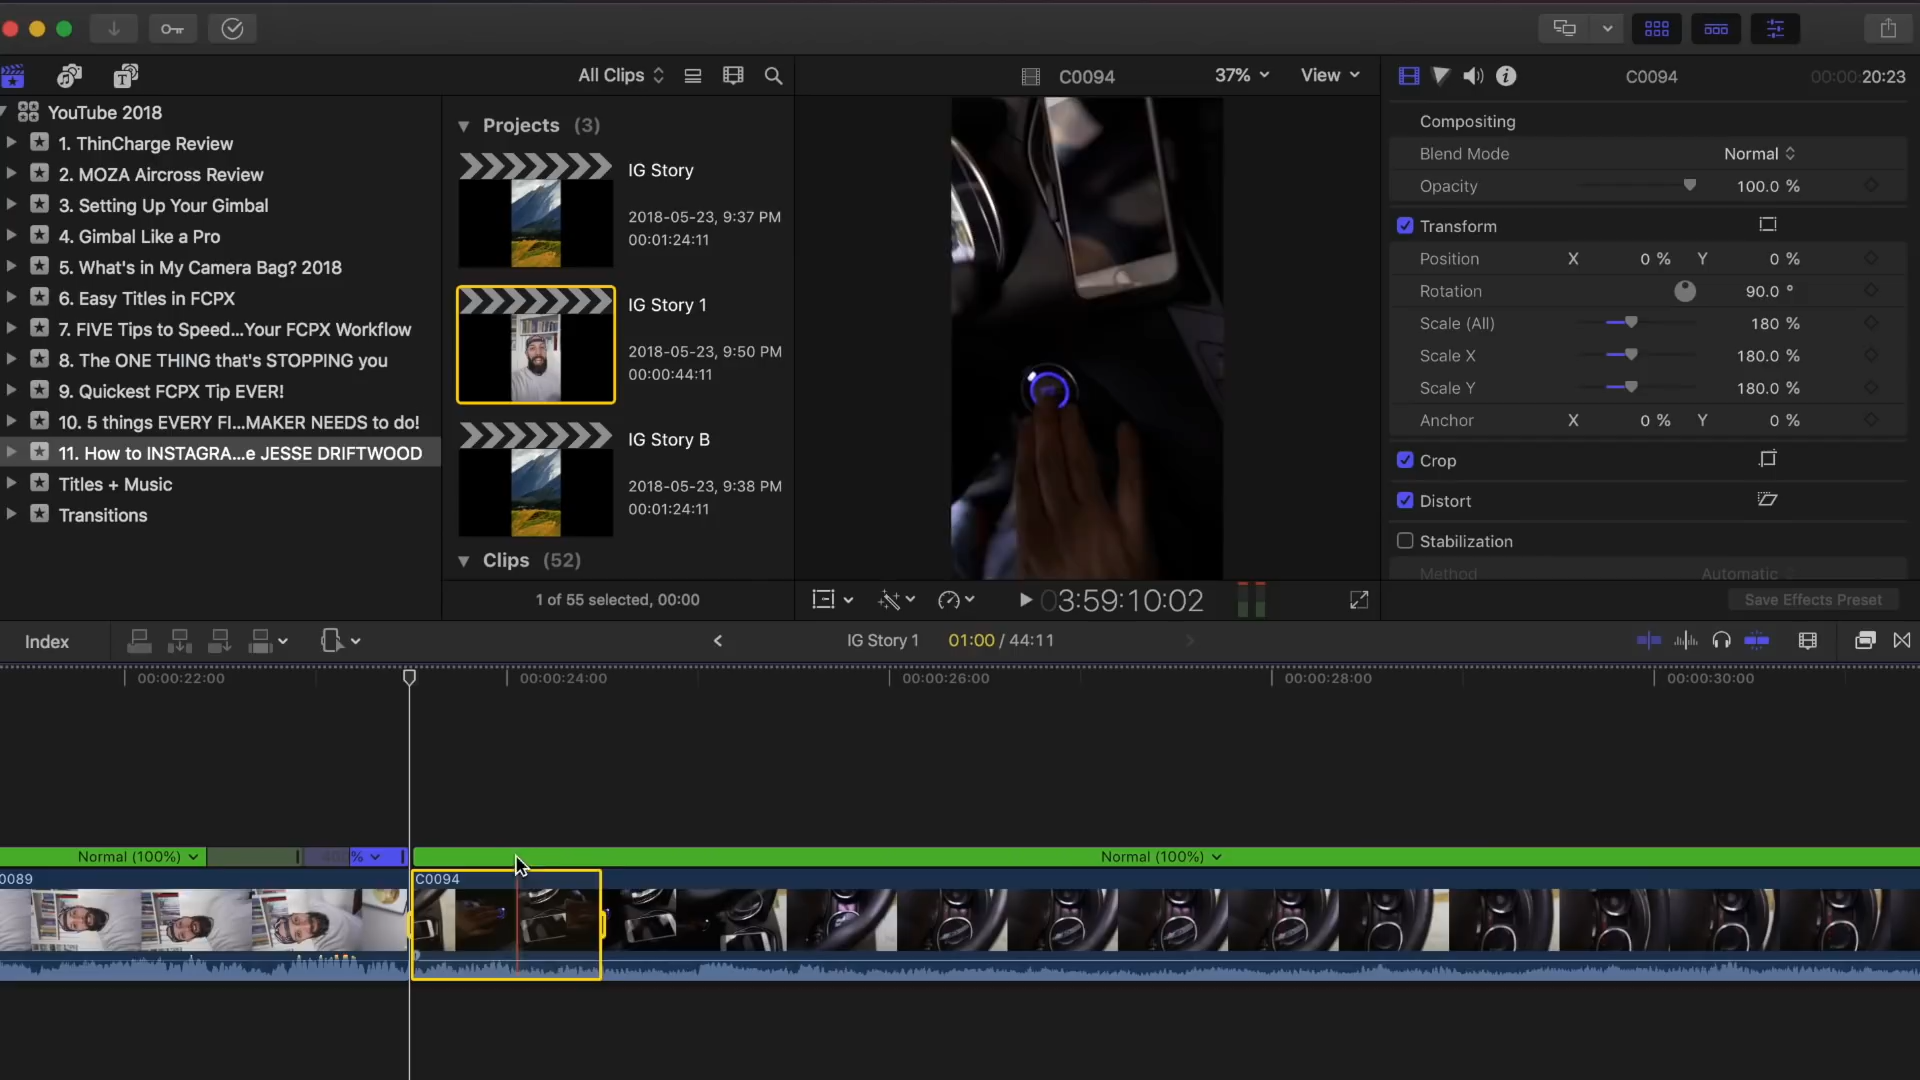 All Clips
C0094
37%
View
C0094
00:00:20:23
YouTube 2018
1. ThinCharge Review
2. MOZA Aircross Review
3. Setting Up Your Gimbal
4. Gimbal Like a Pro
5. What's in My Camera Bag? 2018
6. Easy Titles in FCPX
7. FIVE Tips to Speed...Your FCPX Workflow
8. The ONE THING that's STOPPING you
9. Quickest FCPX Tip EVER!
10. 5 things EVERY FI...MAKER NEEDS to do!
11. How to INSTAGRA...e JESSE DRIFTWOOD
Titles + Music
Transitions
Projects (3)
IG Story
2018-05-23, 9:37 PM
00:01:24:11
IG Story 1
2018-05-23, 9:50 PM
00:00:44:11
IG Story B
2018-05-23, 9:38 PM
00:01:24:11
Clips (52)
1 of 55 selected, 00:00
03:59:10:02
Compositing
Blend Mode Normal
Opacity 100.0 %
Transform
Position X 0 % Y 0 %
Rotation 90.0 °
Scale (All) 180 %
Scale X 180.0 %
Scale Y 180.0 %
Anchor X 0 % Y 0 %
Crop
Distort
Stabilization
Method Automatic
Save Effects Preset
Index
IG Story 1 01:00 / 44:11
00:00:22:00
00:00:24:00
00:00:26:00
00:00:28:00
00:00:30:00
Normal (100%)
%
Normal (100%)
0089
C0094